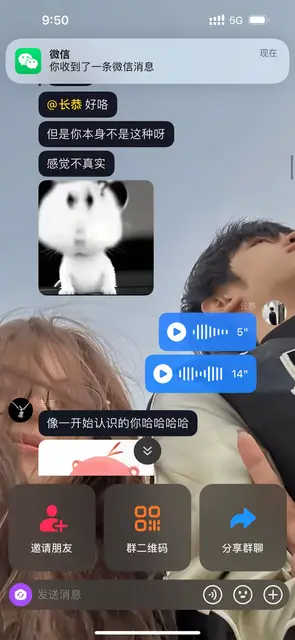 9:50
5G
微信
现在
你收到了一条微信消息
@长恭 好咯
但是你本身不是这种呀
感觉不真实
长恭
5"
14"
像一开始认识的你哈哈哈哈
邀请朋友
群二维码
分享群聊
发送消息